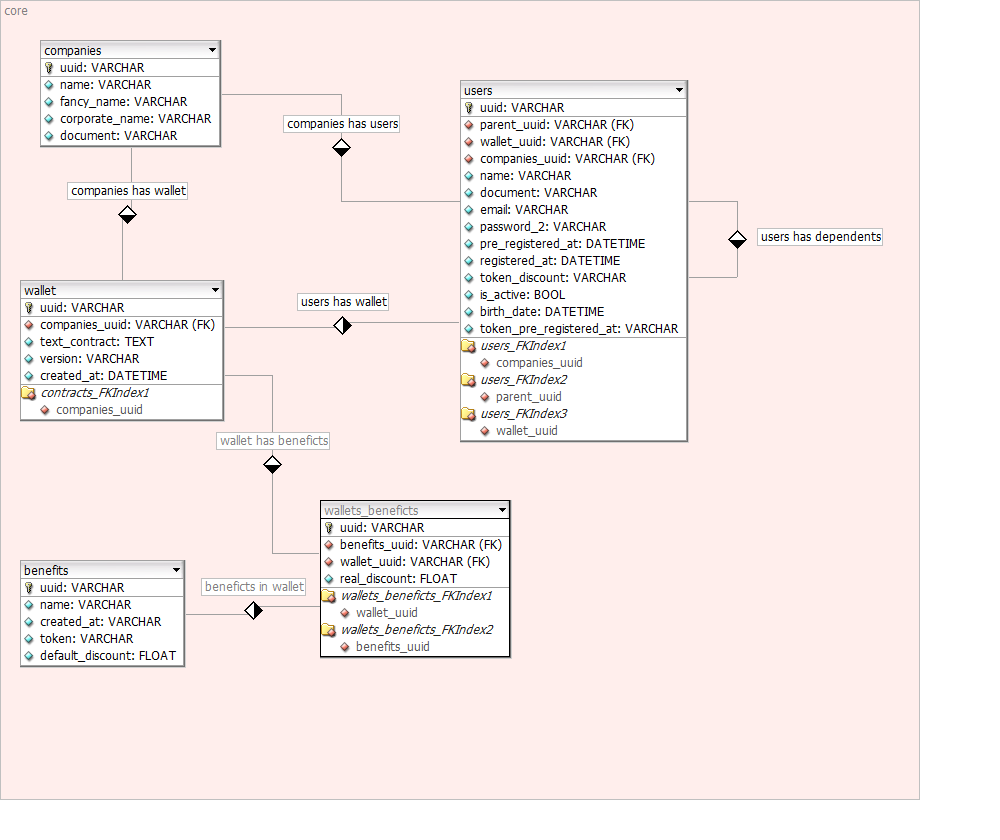 core
companies
uuid: VARCHAR
name: VARCHAR
fancy_name: VARCHAR
corporate_name: VARCHAR
document: VARCHAR
companies has users
companies has wallet
users
uuid: VARCHAR
parent_uuid: VARCHAR (FK)
wallet_uuid: VARCHAR (FK)
companies_uuid: VARCHAR (FK)
name: VARCHAR
document: VARCHAR
email: VARCHAR
password_2: VARCHAR
pre_registered_at: DATETIME
registered_at: DATETIME
token_discount: VARCHAR
is_active: BOOL
birth_date: DATETIME
token_pre_registered_at: VARCHAR
users_FKIndex1
companies_uuid
users_FKIndex2
parent_uuid
users_FKIndex3
wallet_uuid
users has dependents
wallet
uuid: VARCHAR
companies_uuid: VARCHAR (FK)
text_contract: TEXT
version: VARCHAR
created_at: DATETIME
contracts_FKIndex1
companies_uuid
users has wallet
wallet has beneficts
wallets_beneficts
uuid: VARCHAR
benefits_uuid: VARCHAR (FK)
wallet_uuid: VARCHAR (FK)
real_discount: FLOAT
wallets_beneficts_FKIndex1
wallet_uuid
wallets_beneficts_FKIndex2
benefits_uuid
benefits
uuid: VARCHAR
name: VARCHAR
created_at: VARCHAR
token: VARCHAR
default_discount: FLOAT
beneficts in wallet